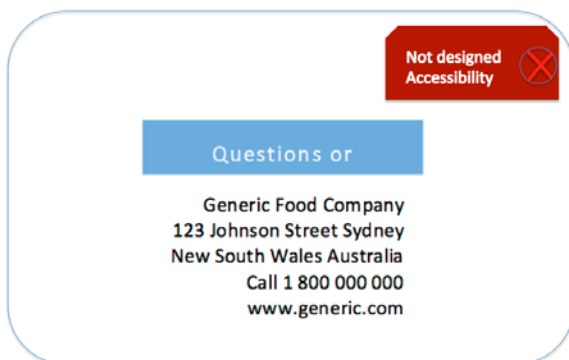 Not designed
Accessibility
Questions or
Generic Food Company
123 Johnson Street Sydney
New South Wales Australia
Call 1 800 000 000
www.generic.com